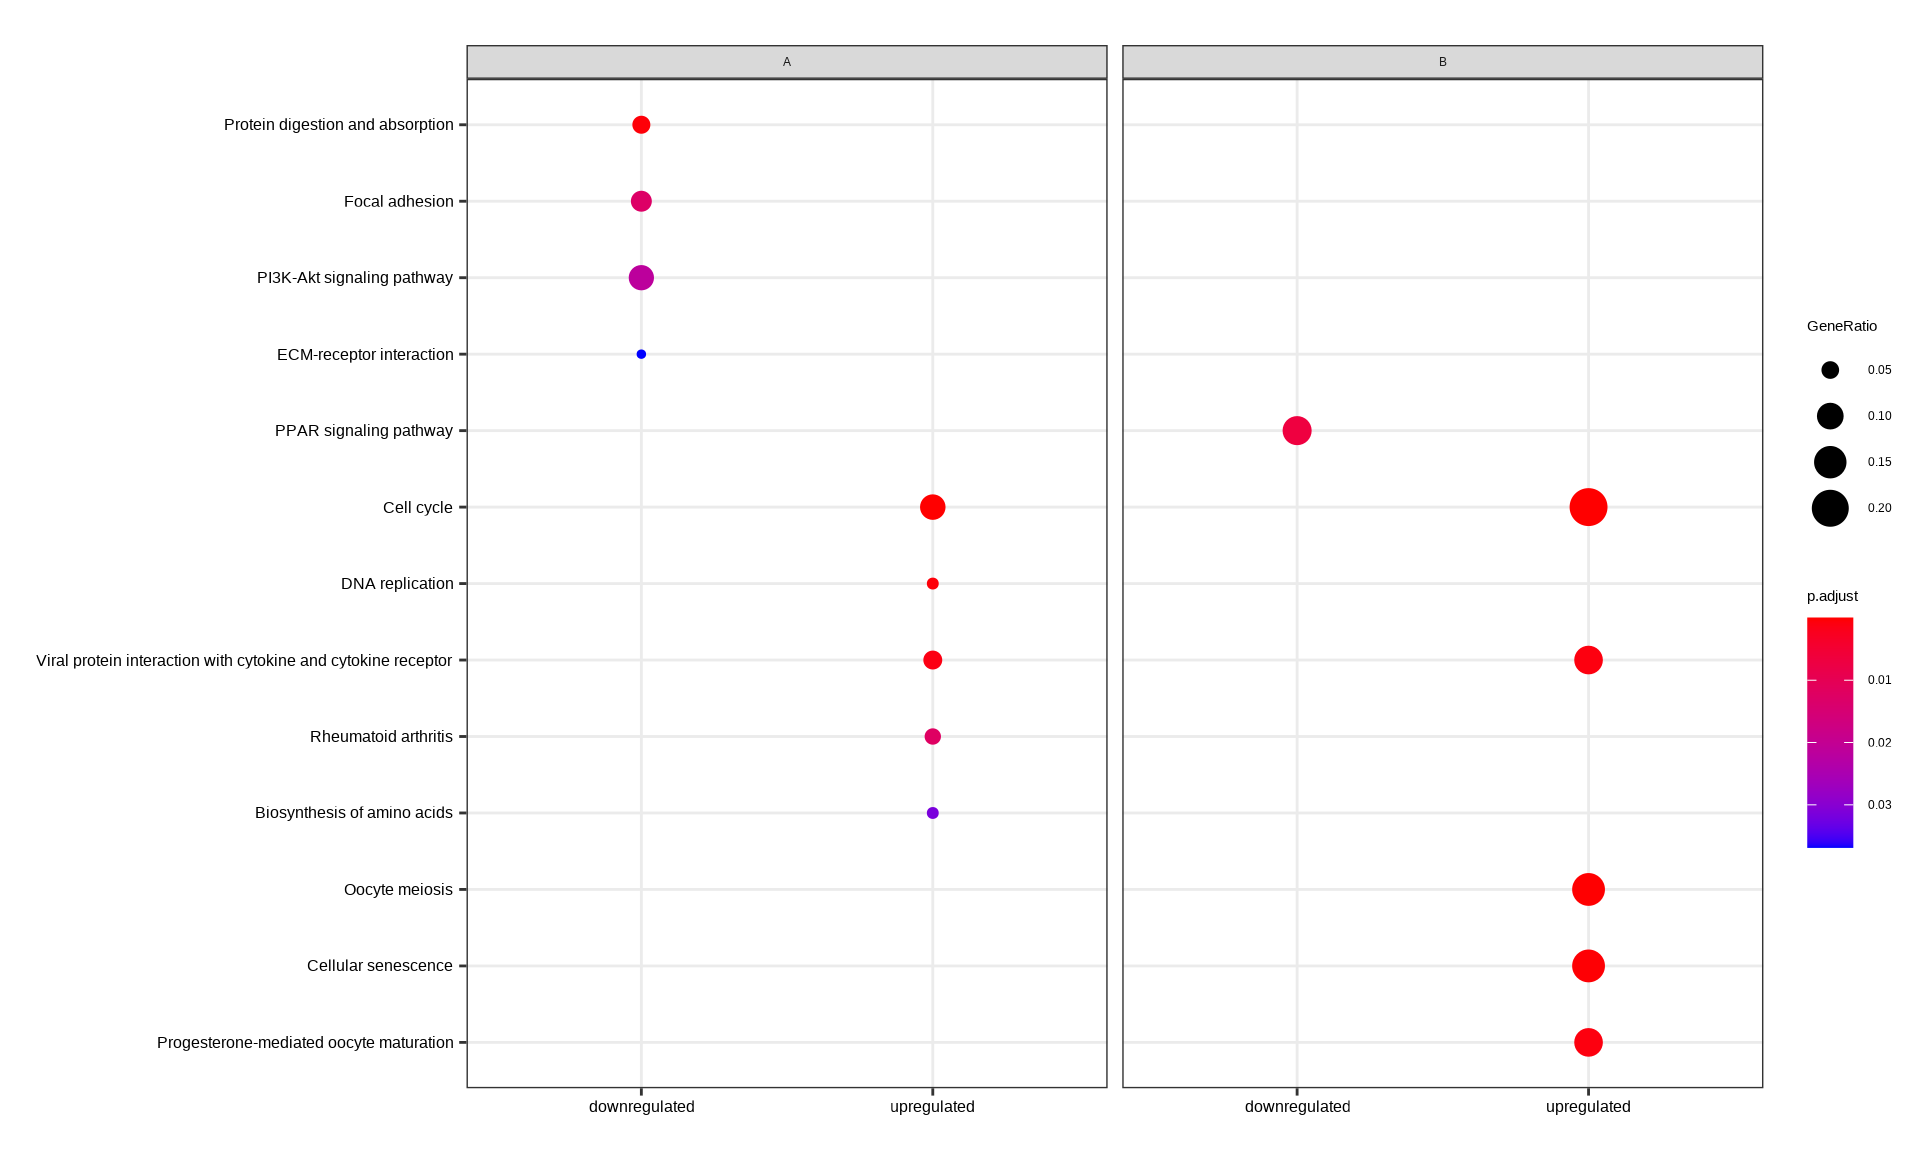 A
B
Protein digestion and absorption
Focal adhesion
PI3K-Akt signaling pathway
ECM-receptor interaction
PPAR signaling pathway
Cell cycle
DNA replication
Viral protein interaction with cytokine and cytokine receptor
Rheumatoid arthritis
Biosynthesis of amino acids
Oocyte meiosis
Cellular senescence
Progesterone-mediated oocyte maturation
downregulated
upregulated
downregulated
upregulated
GeneRatio
0.05
0.10
0.15
0.20
p.adjust
0.01
0.02
0.03